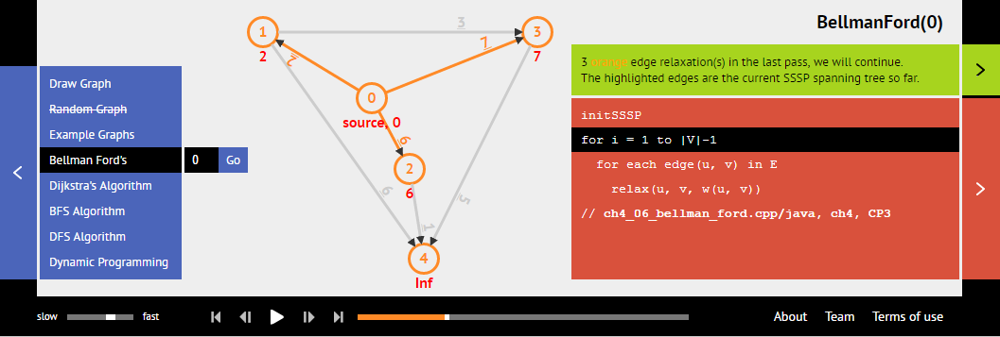 BellmanFord(0)
1
3
3
2
7
2
7
0
source, 0
6
2
6
6
5
1
4
Inf
Draw Graph
Random Graph
Example Graphs
Bellman Ford's
0
Go
Dijkstra's Algorithm
BFS Algorithm
DFS Algorithm
Dynamic Programming
3 orange edge relaxation(s) in the last pass, we will continue.
The highlighted edges are the current SSSP spanning tree so far.
initSSSP
for i = 1 to |V|-1
for each edge(u, v) in E
relax(u, v, w(u, v))
// ch4_06_bellman_ford.cpp/java, ch4, CP3
slow
fast
About
Team
Terms of use